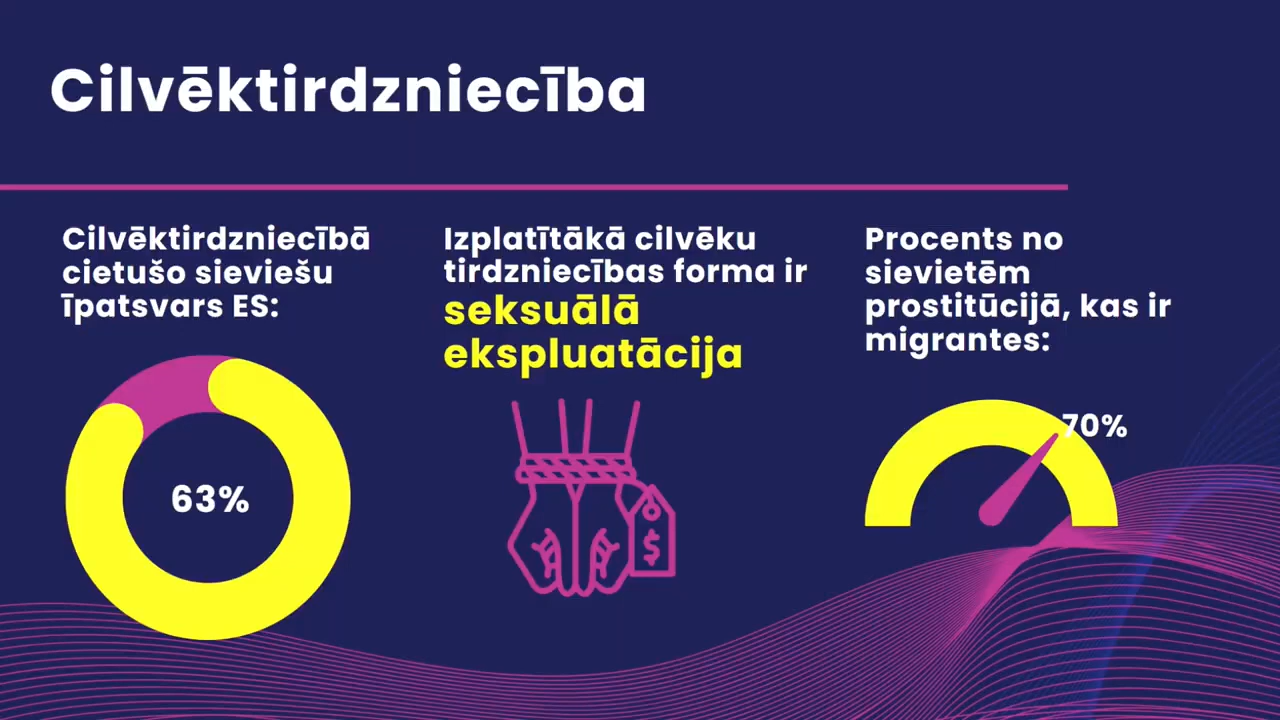 Cilvēktirdzniecība
Cilvēktirdzniecībā
cietušo sieviešu
īpatsvars ES:
63%
Izplatītākā cilvēku
tirdzniecības forma ir
seksuālā
ekspluatācija
$
Procents no
sievietēm
prostitūcijā, kas ir
migrantes:
70%